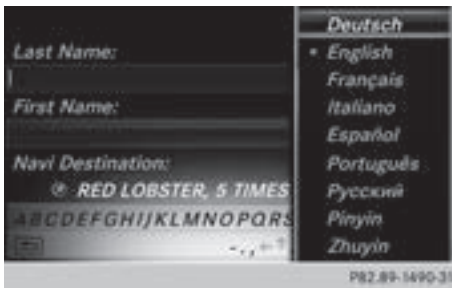 Last Name:
First Name:
Navi Destination:
RED LOBSTER, 5 TIMES
ABCDEFGHIJKLMNOPQRS
-.,
Deutsch
• English
Français
Italiano
Español
Português
Русский
Pinyin
Zhuyin
P82.89-1490-31